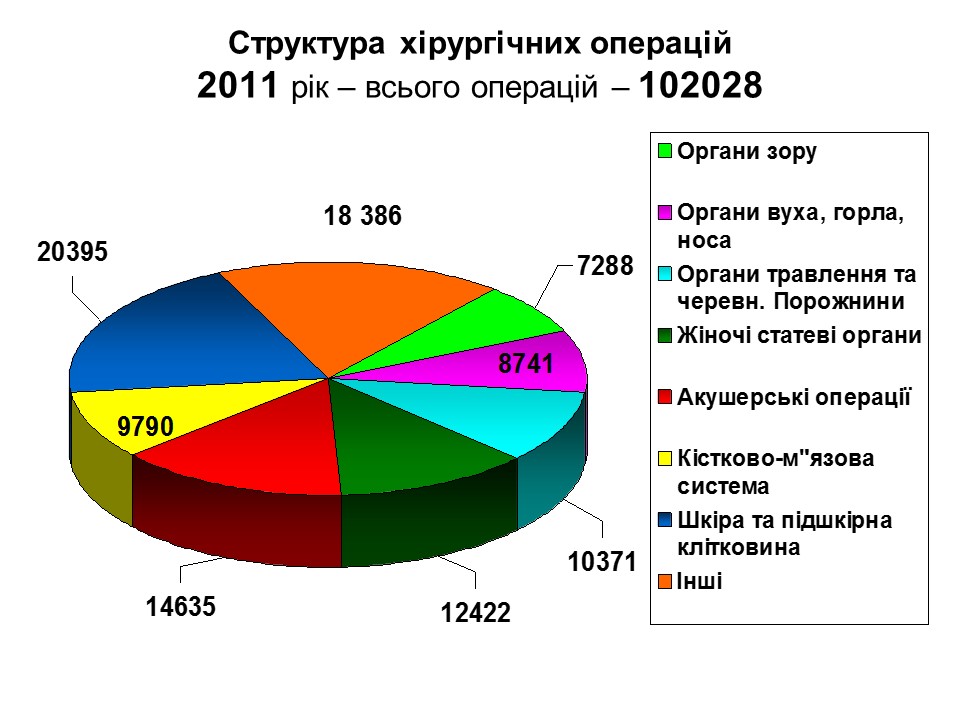 Структура хірургічних операцій
2011 рік – всього операцій – 102028
18 386
20395
7288
8741
9790
10371
14635
12422
Органи зору
Органи вуха, горла,
носа
Органи травлення та
черевн. Порожнини
Жіночі статеві органи
Акушерські операції
Кістково-м"язова
система
Шкіра та підшкірна
клітковина
Інші